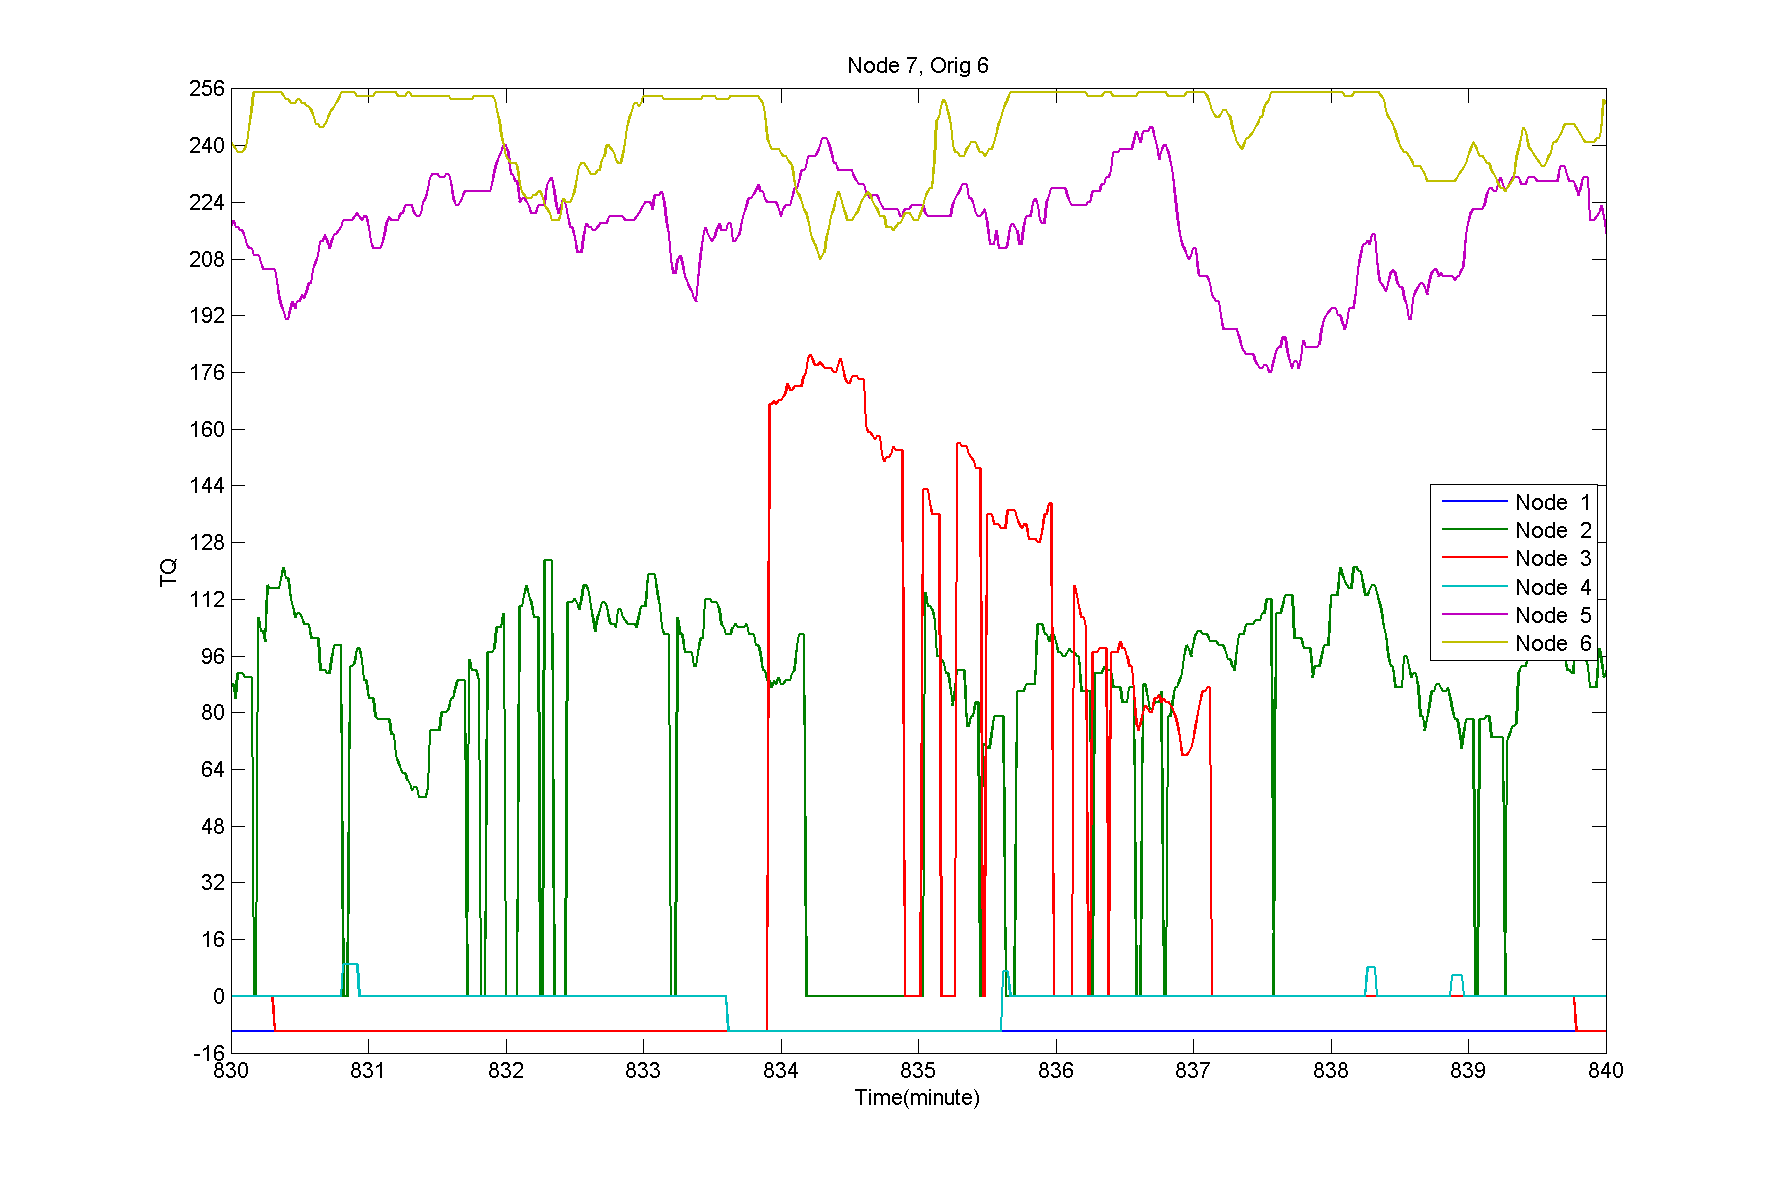 Node 7, Orig 6
256
240
224
208
192
176
160
144
128
112
96
80
64
48
32
16
0
-16
TQ
830 831 832 833 834 835 836 837 838 839 840
Time(minute)
Node 1
Node 2
Node 3
Node 4
Node 5
Node 6